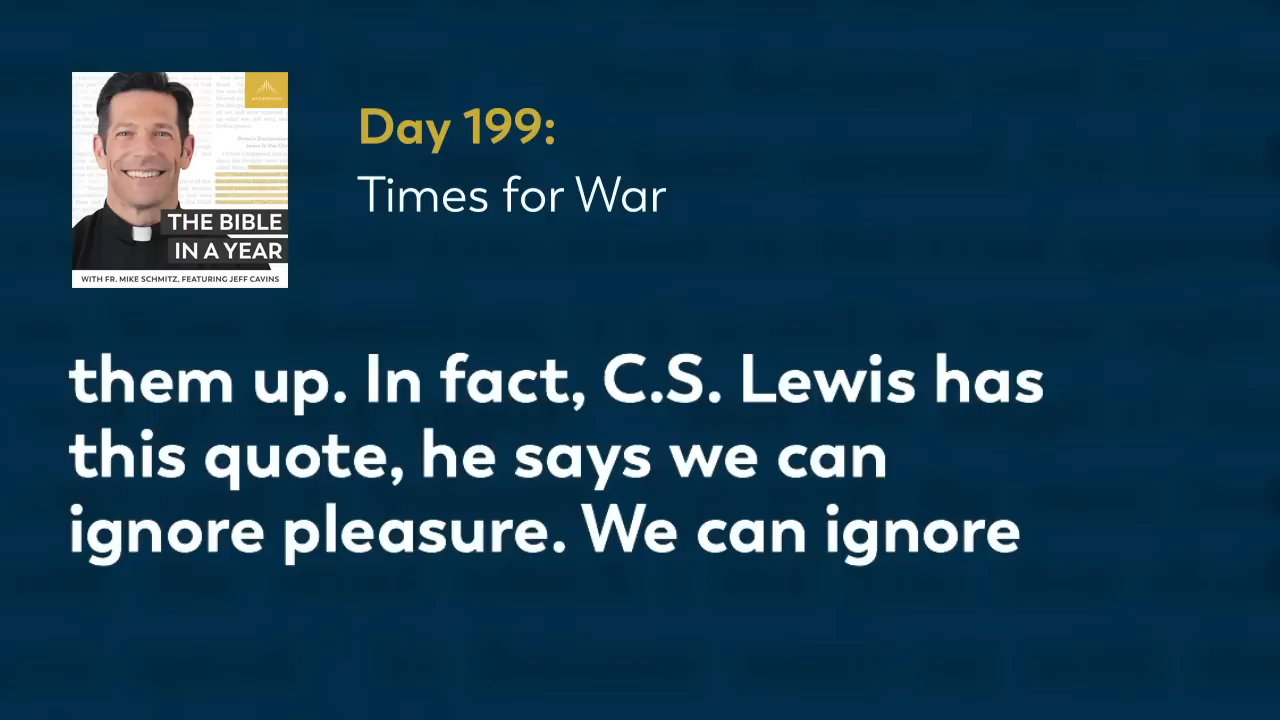 Day 199:
Times for War
THE BIBLE
IN A YEAR
WITH FR. MIKE SCHMITZ, FEATURING JEFF CAVINS
them up. In fact, C.S. Lewis has
this quote, he says we can
ignore pleasure. We can ignore